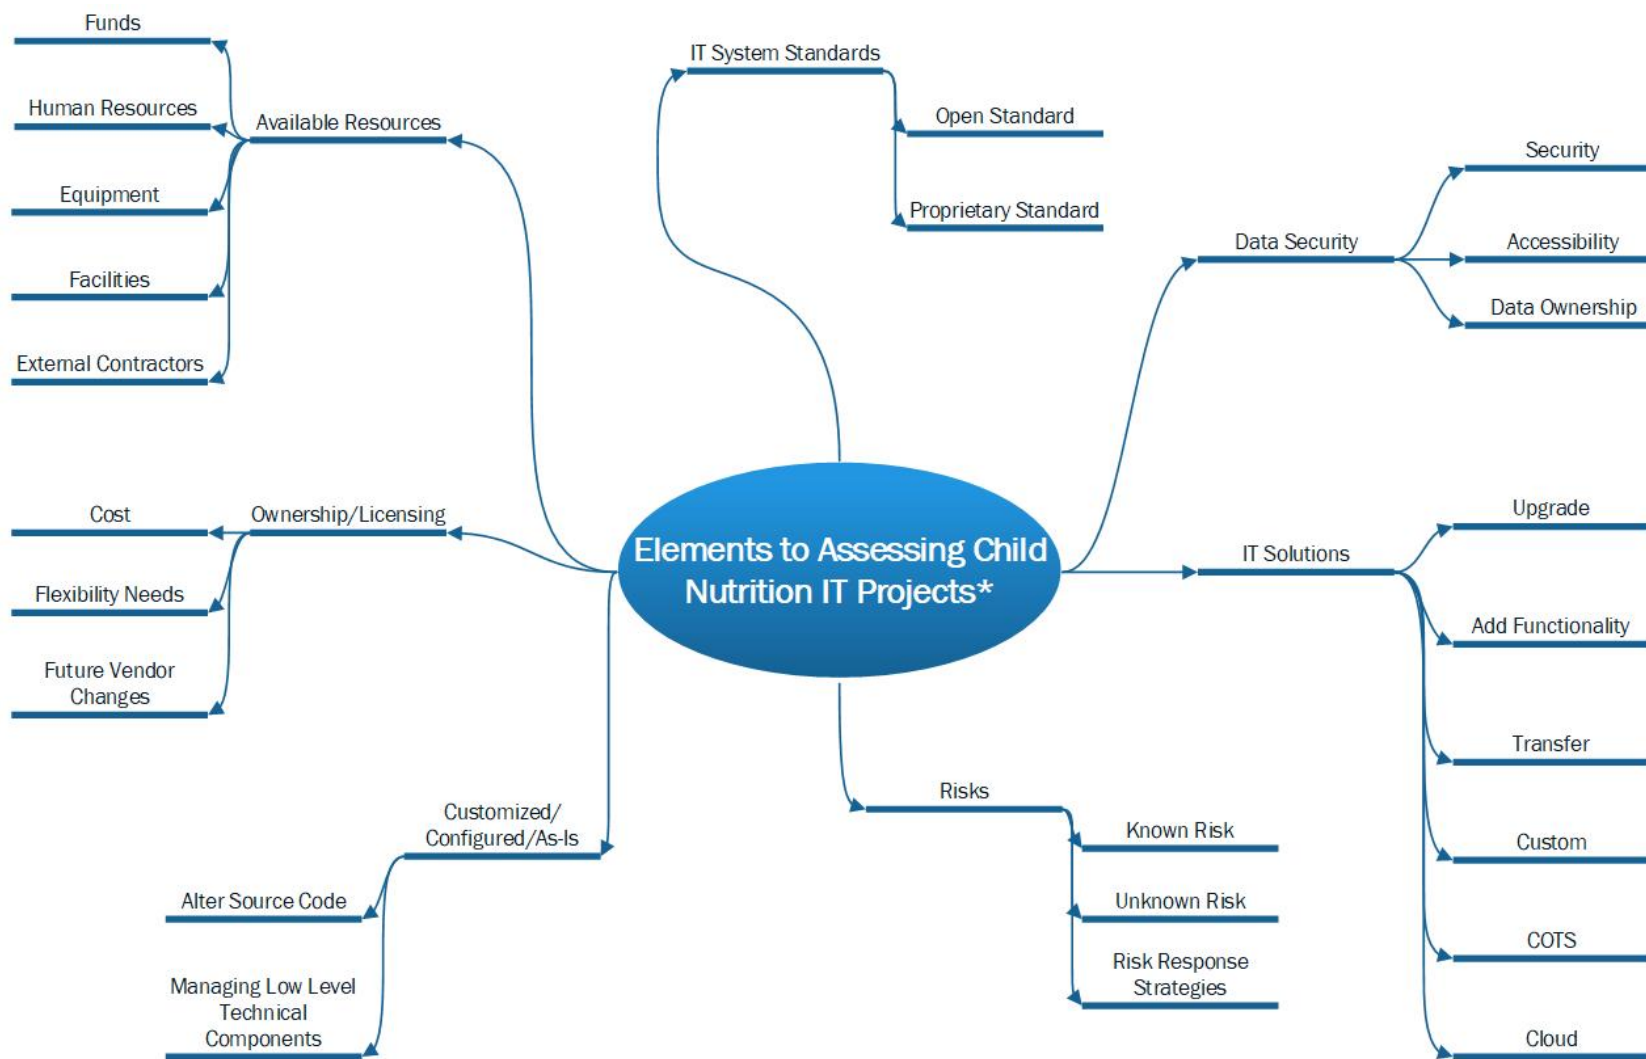 Funds
Human Resources
Available Resources
Equipment
Facilities
External Contractors
IT System Standards
Open Standard
Proprietary Standard
Security
Data Security
Accessibility
Data Ownership
Elements to Assessing Child
Nutrition IT Projects*
Cost
Ownership/Licensing
Flexibility Needs
Future Vendor
Changes
Customized/
Configured/As-Is
Alter Source Code
Managing Low Level
Technical
Components
Risks
Known Risk
Unknown Risk
Risk Response
Strategies
IT Solutions
Upgrade
Add Functionality
Transfer
Custom
COTS
Cloud